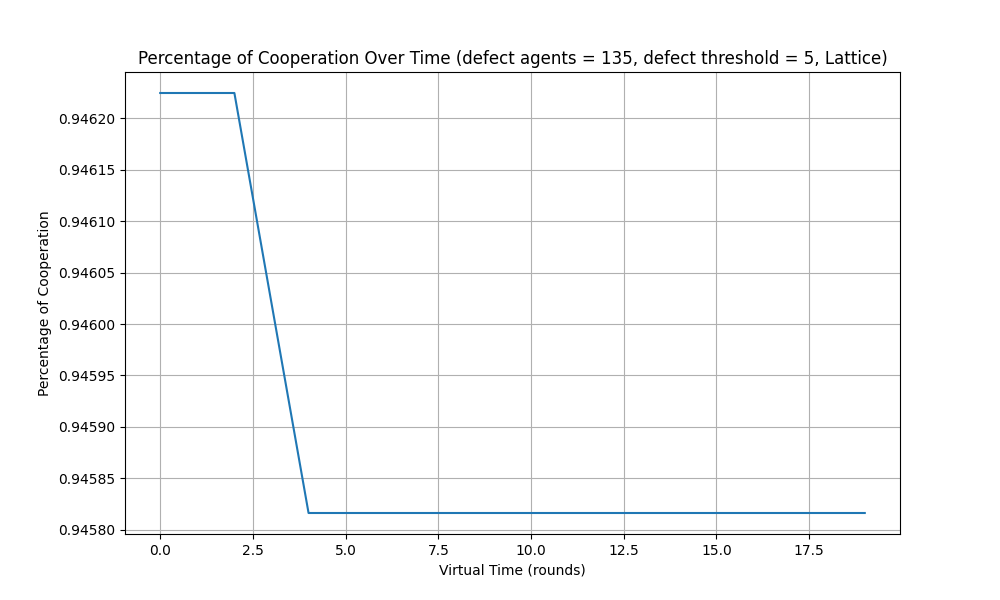 Percentage of Cooperation Over Time (defect agents = 135, defect threshold = 5, Lattice)
Percentage of Cooperation
0.94620
0.94615
0.94610
0.94605
0.94600
0.94595
0.94590
0.94585
0.94580
0.0 2.5 5.0 7.5 10.0 12.5 15.0 17.5
Virtual Time (rounds)